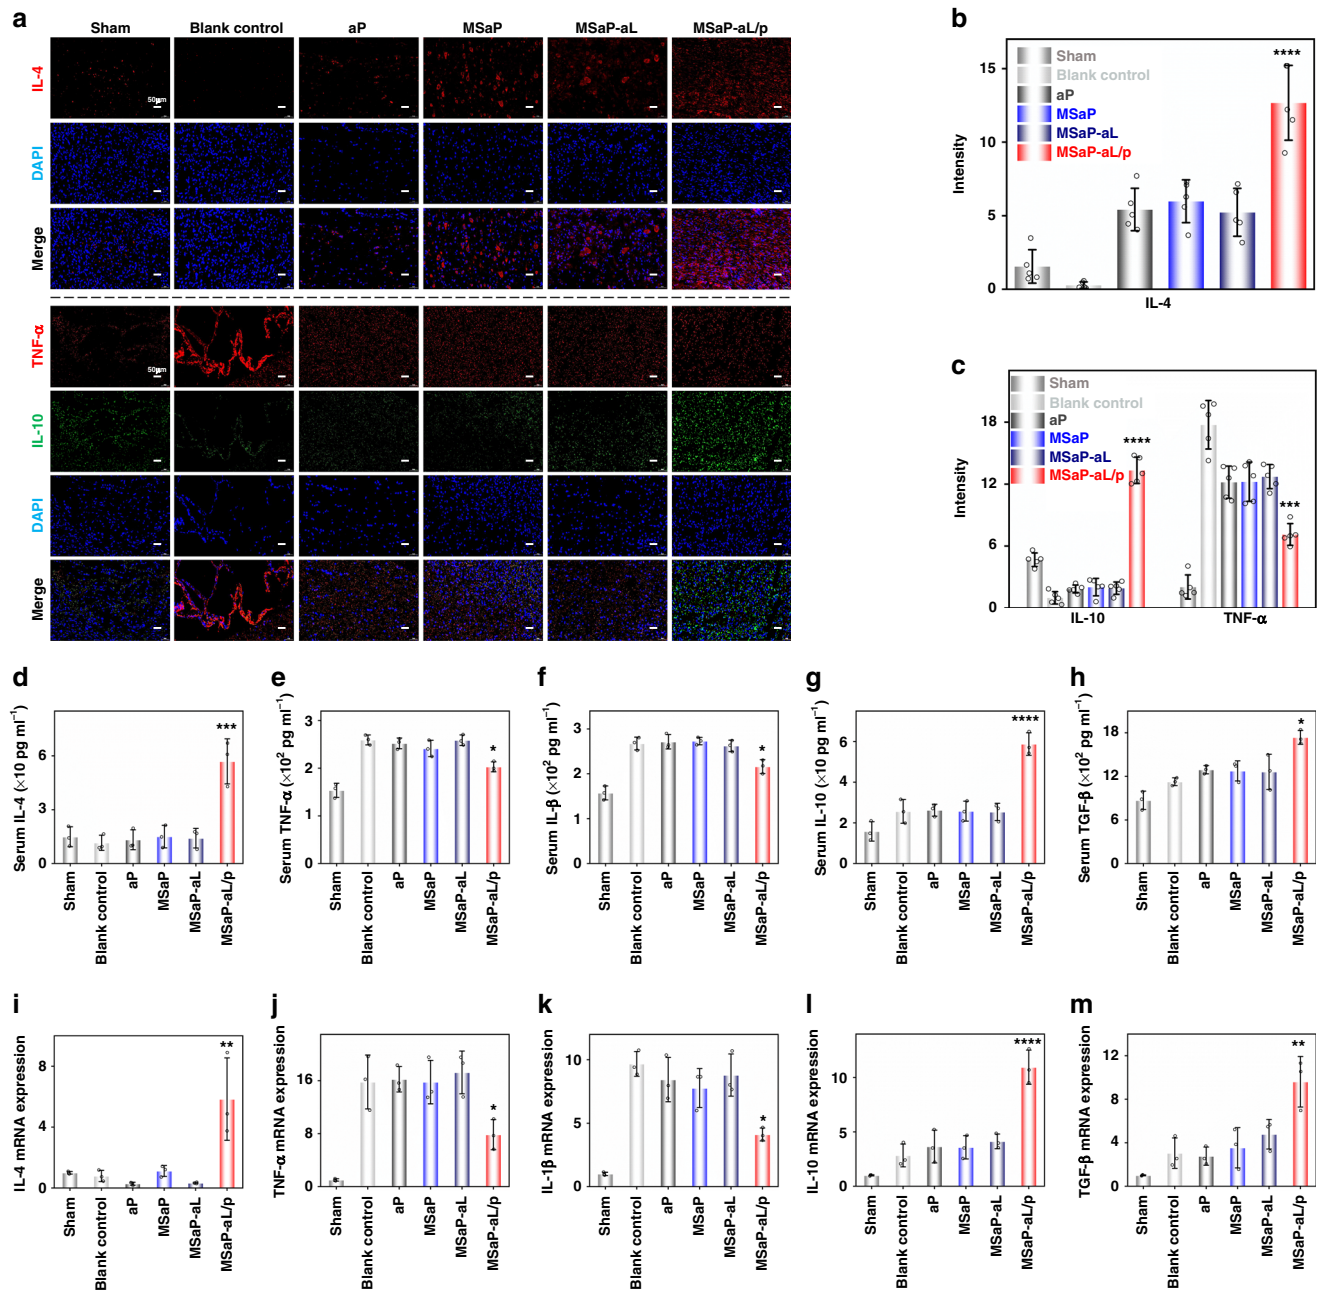 a
Sham Blank control aP MSaP MSaP-aL MSaP-aL/p
IL-4
50μm
DAPI
Merge
TNF-α
50μm
IL-10
DAPI
Merge
b
Intensity
15
10
5
0
Sham
Blank control
aP
MSaP
MSaP-aL
MSaP-aL/p
****
IL-4
c
Intensity
18
12
6
0
Sham
Blank control
aP
MSaP
MSaP-aL
MSaP-aL/p
****
***
IL-10 TNF-α
d
Serum IL-4 (×10 pg ml⁻¹)
6
3
0
***
Sham Blank control aP MSaP MSaP-aL MSaP-aL/p
e
Serum TNF-α (×10² pg ml⁻¹)
3
2
1
0
*
Sham Blank control aP MSaP MSaP-aL MSaP-aL/p
f
Serum IL-β (×10² pg ml⁻¹)
3
2
1
0
*
Sham Blank control aP MSaP MSaP-aL MSaP-aL/p
g
Serum IL-10 (×10 pg ml⁻¹)
6
4
2
0
****
Sham Blank control aP MSaP MSaP-aL MSaP-aL/p
h
Serum TGF-β (×10² pg ml⁻¹)
18
12
6
0
*
Sham Blank control aP MSaP MSaP-aL MSaP-aL/p
i
IL-4 mRNA expression
8
4
0
**
Sham Blank control aP MSaP MSaP-aL MSaP-aL/p
j
TNF-α mRNA expression
16
8
0
*
Sham Blank control aP MSaP MSaP-aL MSaP-aL/p
k
IL-1β mRNA expression
10
5
0
*
Sham Blank control aP MSaP MSaP-aL MSaP-aL/p
l
IL-10 mRNA expression
10
5
0
****
Sham Blank control aP MSaP MSaP-aL MSaP-aL/p
m
TGF-β mRNA expression
12
8
4
0
**
Sham Blank control aP MSaP MSaP-aL MSaP-aL/p